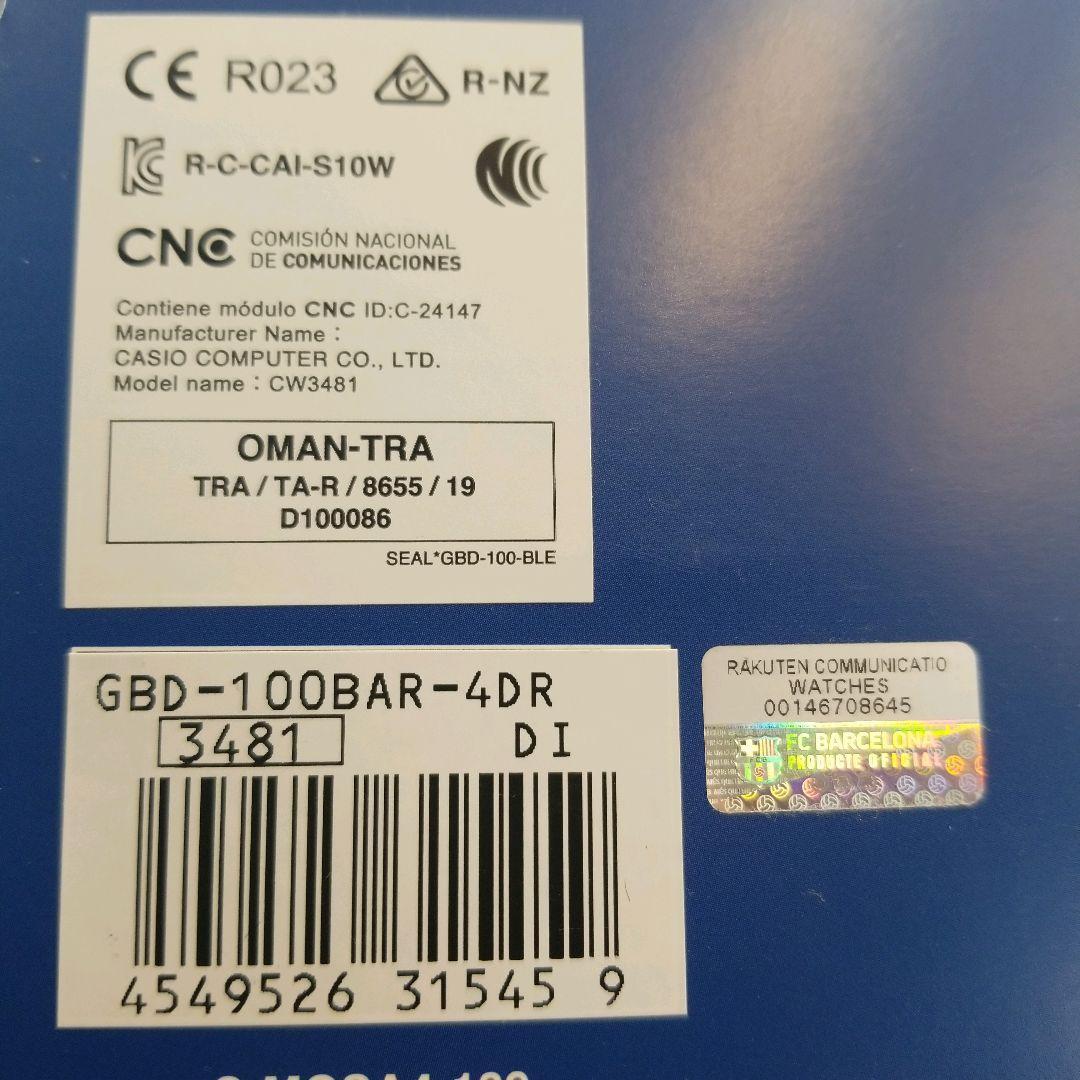 CE R023 R-NZ
R-C-CAI-S10W
CNC COMISIÓN NACIONAL
DE COMUNICACIONES
Contiene módulo CNC ID:C-24147
Manufacturer Name :
CASIO COMPUTER CO., LTD.
Model name : CW3481
OMAN-TRA
TRA / TA-R / 8655 / 19
D100086
SEAL*GBD-100-BLE
GBD-100BAR-4DR
3481 DI
4549526 31545 9
RAKUTEN COMMUNICATIO
WATCHES
00146708645
FC BARCELONA
PRODUCTE OFICIAL